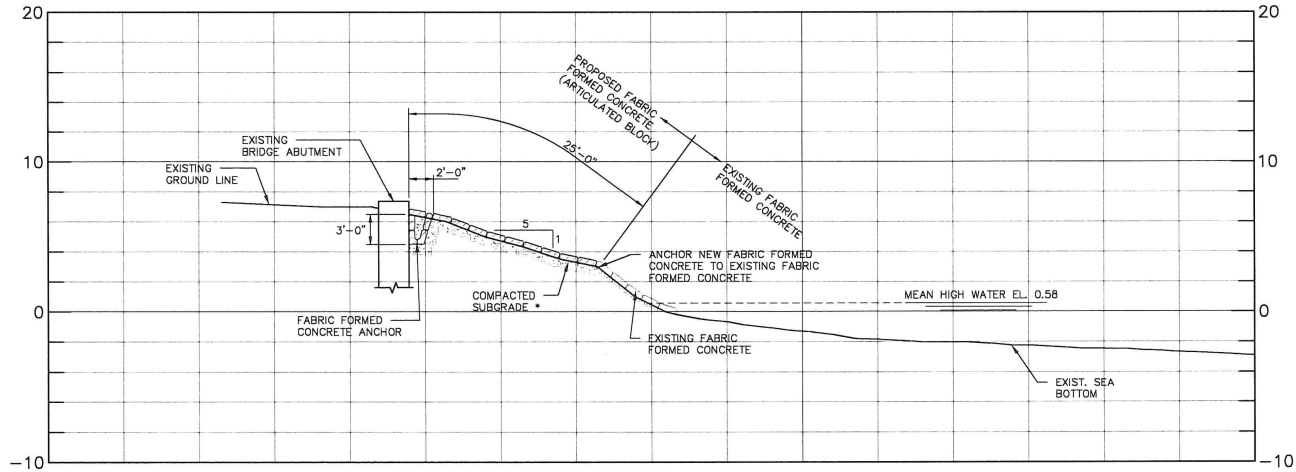 20
20
PROPOSED FABRIC
FORMED CONCRETE
(ARTICULATED BLOCK)
EXISTING FABRIC
FORMED CONCRETE
25'-0"
10
10
EXISTING
BRIDGE ABUTMENT
EXISTING
GROUND LINE
2'-0"
3'-0"
5
1
ANCHOR NEW FABRIC FORMED
CONCRETE TO EXISTING FABRIC
FORMED CONCRETE
COMPACTED
SUBGRADE *
MEAN HIGH WATER EL. 0.58
0
0
FABRIC FORMED
CONCRETE ANCHOR
EXISTING FABRIC
FORMED CONCRETE
EXIST. SEA
BOTTOM
-10
-10